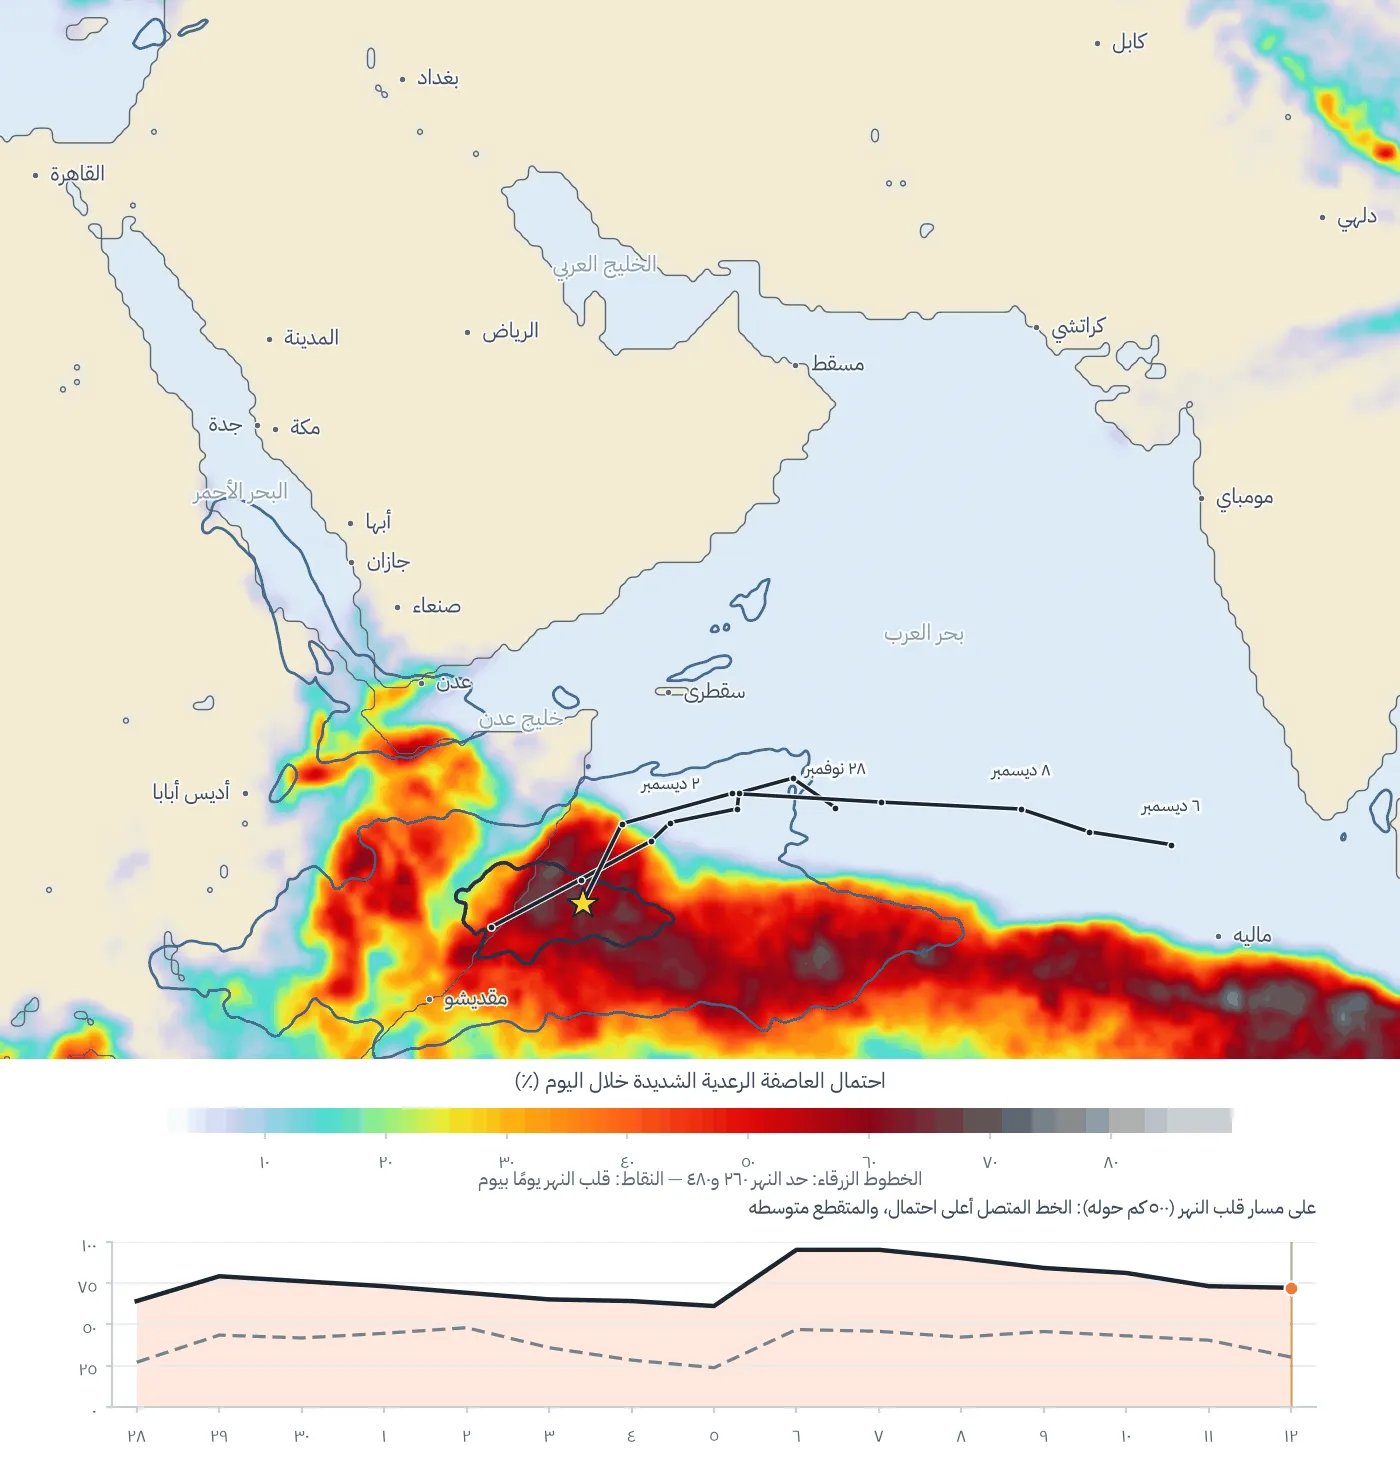 كابل
بغداد
القاهرة
دلهي
الخليج العربي
كراتشي
الرياض
المدينة
مسقط
جدة
مكة
البحر الأحمر
مومباي
أبها
جازان
صنعاء
بحر العرب
عدن
سقطرى
خليج عدن
٢٨ نوفمبر
٨ ديسمبر
٢ ديسمبر
أديس أبابا
٦ ديسمبر
ماليه
مقديشو
احتمال العاصفة الرعدية الشديدة خلال اليوم (٪)
١٠ ٢٠ ٣٠ ٤٠ ٥٠ ٦٠ ٧٠ ٨٠
الخطوط الزرقاء: حد النهر ٢٦٠ و٤٨٠ — النقاط: قلب النهر يومًا بيوم
على مسار قلب النهر (٥٠٠ كم حوله): الخط المتصل أعلى احتمال، والمتقطع متوسطه
١٠٠
٧٥
٥٠
٢٥
٠
٢٨ ٢٩ ٣٠ ١ ٢ ٣ ٤ ٥ ٦ ٧ ٨ ٩ ١٠ ١١ ١٢